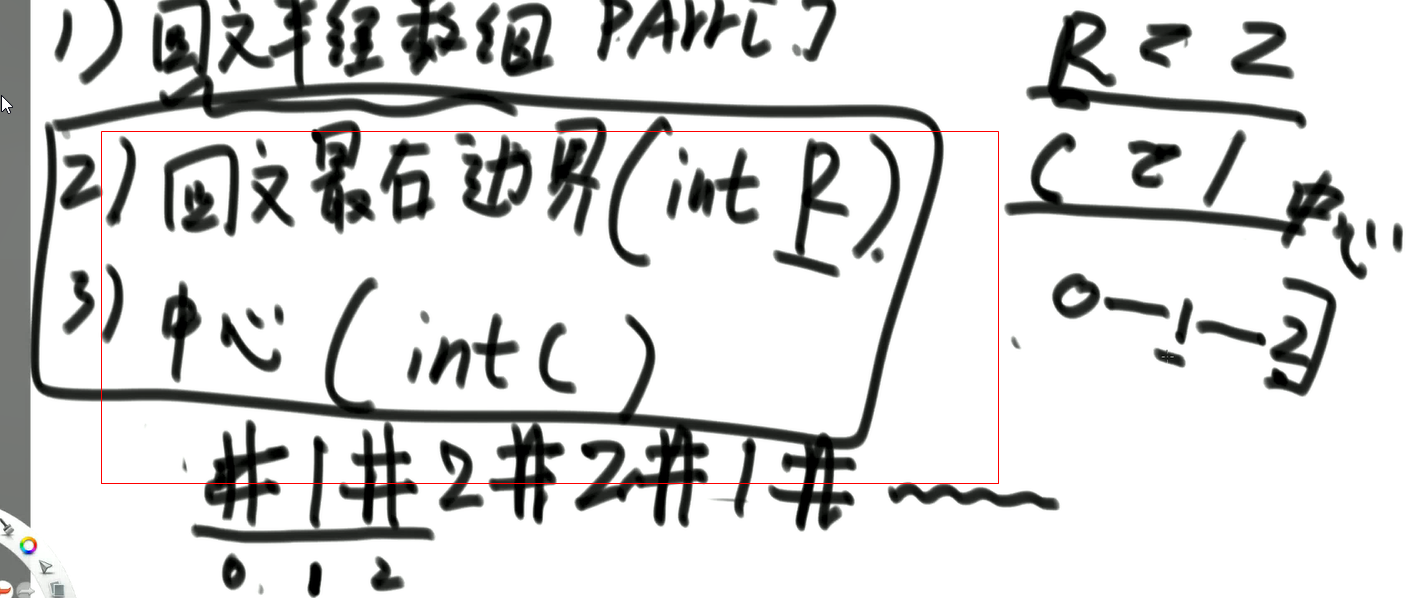 1) 回文半径数组 pArr[]
2) 回文最右边界(int R).
3) 中心(int C)
#1#2#2#1#
0 1 2
R = 2
C = 1 中心
0—1—2]